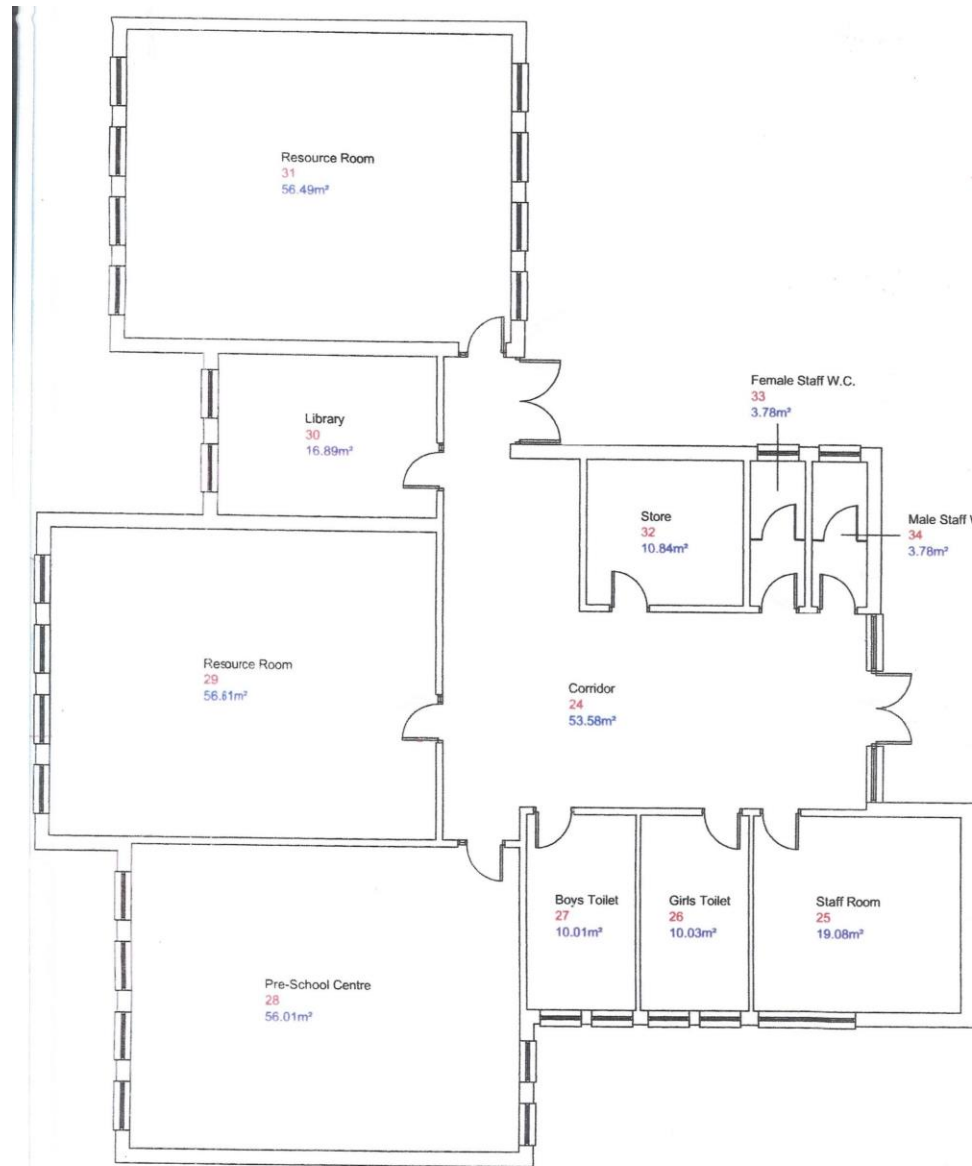 Resource Room
31
56.49m²
Female Staff W.C.
33
3.78m²
Library
30
16.89m²
Store
32
10.84m²
Male Staff
34
3.78m²
Resource Room
29
56.61m²
Corridor
24
53.58m²
Boys Toilet
27
10.01m²
Girls Toilet
26
10.03m²
Staff Room
25
19.08m²
Pre-School Centre
28
56.01m²